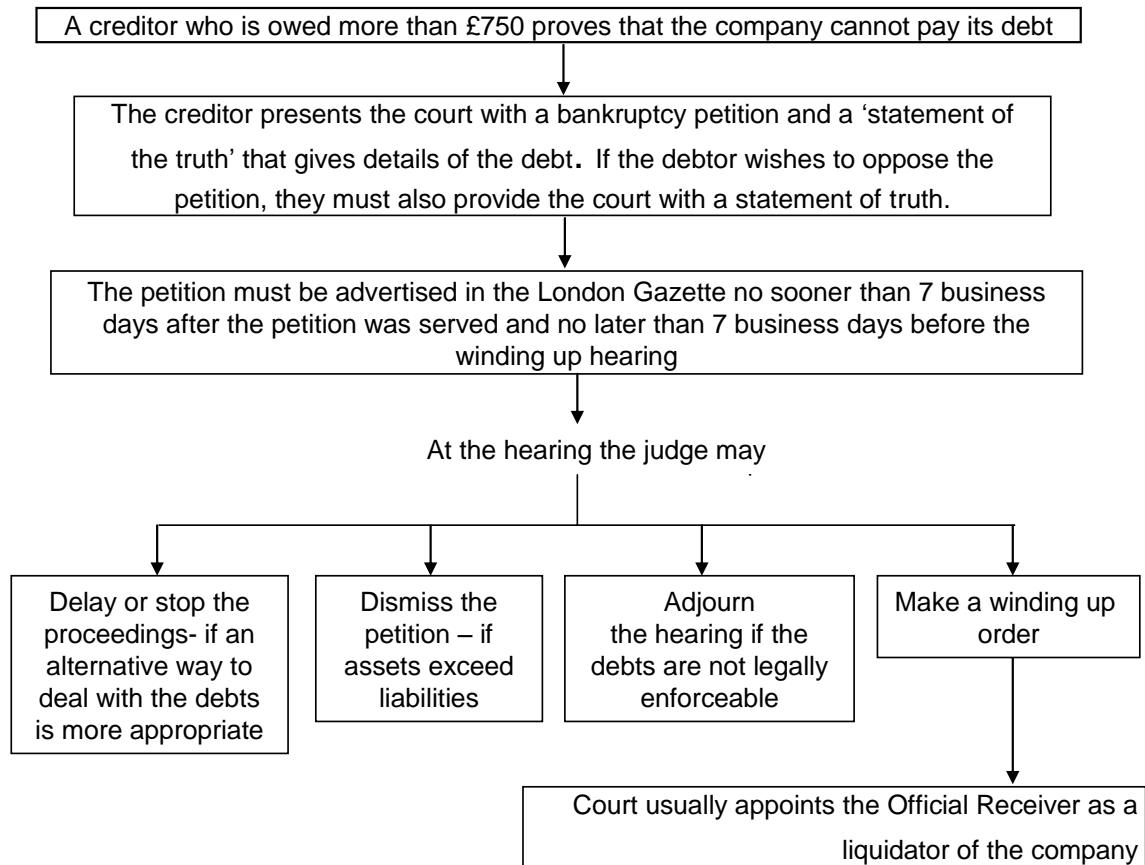 A creditor who is owed more than £750 proves that the company cannot pay its debt
The creditor presents the court with a bankruptcy petition and a ‘statement of
the truth’ that gives details of the debt. If the debtor wishes to oppose the
petition, they must also provide the court with a statement of truth.
The petition must be advertised in the London Gazette no sooner than 7 business
days after the petition was served and no later than 7 business days before the
winding up hearing
At the hearing the judge may
Delay or stop the
proceedings- if an
alternative way to
deal with the debts
is more appropriate
Dismiss the
petition – if
assets exceed
liabilities
Adjourn
the hearing if the
debts are not legally
enforceable
Make a winding up
order
Court usually appoints the Official Receiver as a
liquidator of the company